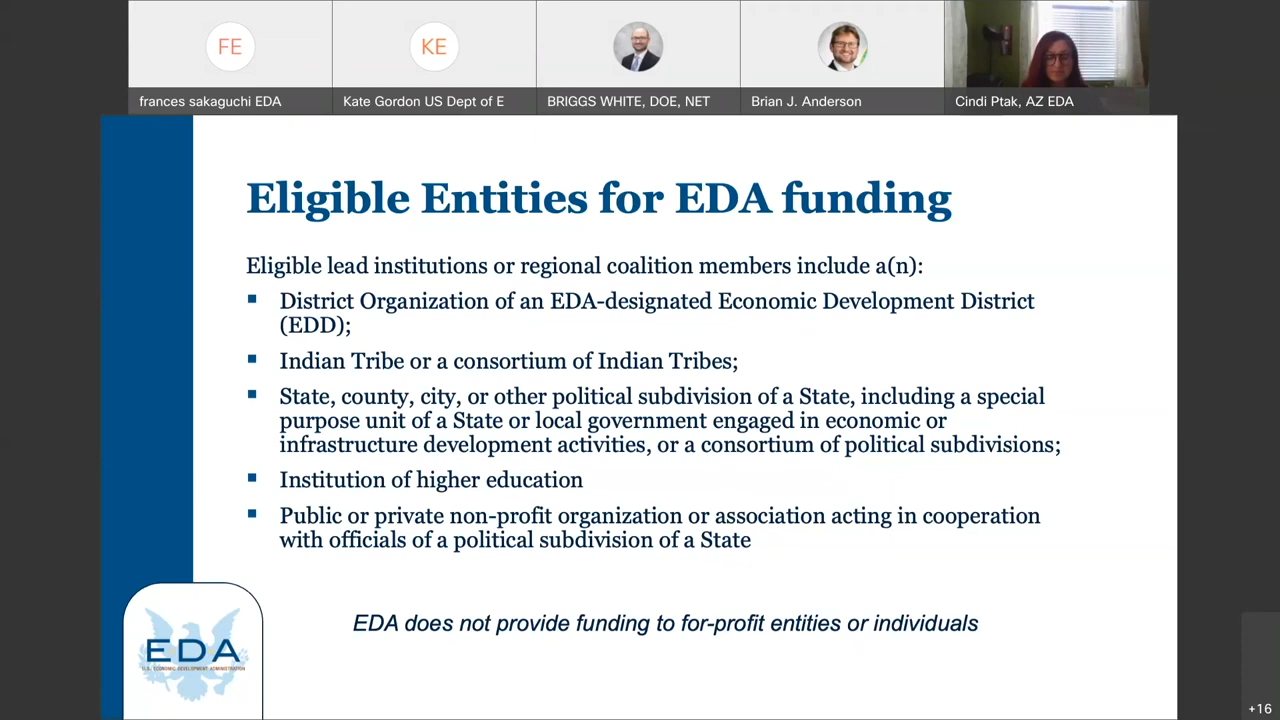 FE
KE
frances sakaguchi EDA
Kate Gordon US Dept of E
BRIGGS WHITE, DOE, NET
Brian J. Anderson
Cindi Ptak, AZ EDA
Eligible Entities for EDA funding
Eligible lead institutions or regional coalition members include a(n):
District Organization of an EDA-designated Economic Development District
(EDD);
Indian Tribe or a consortium of Indian Tribes;
State, county, city, or other political subdivision of a State, including a special
purpose unit of a State or local government engaged in economic or
infrastructure development activities, or a consortium of political subdivisions;
Institution of higher education
Public or private non-profit organization or association acting in cooperation
with officials of a political subdivision of a State
EDA does not provide funding to for-profit entities or individuals
EDA
U.S. ECONOMIC DEVELOPMENT ADMINISTRATION
+16